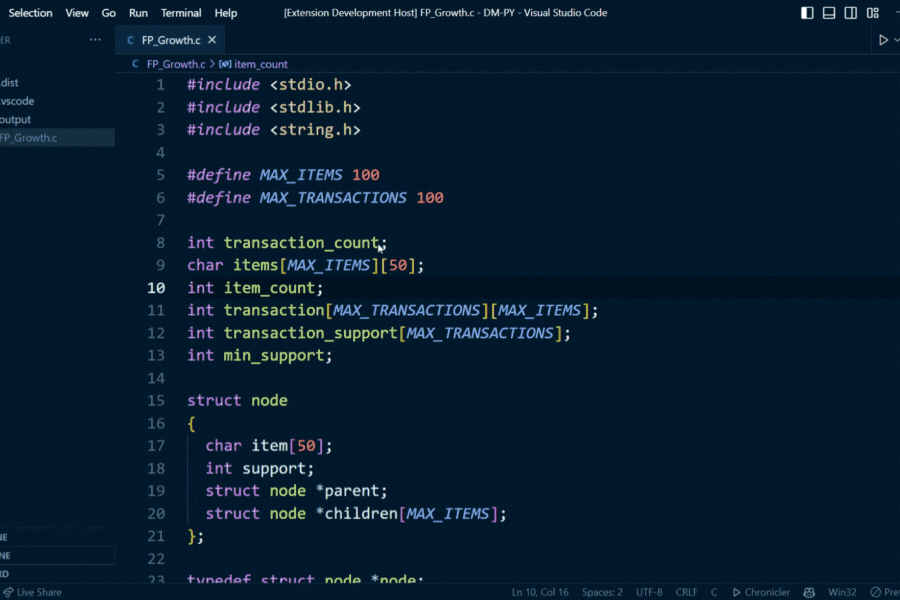 Selection View Go Run Terminal Help [Extension Development Host] FP_Growth.c - DM-PY - Visual Studio Code
ER ···
C FP_Growth.c ×
C FP_Growth.c > item_count
.dist
.vscode
output
FP_Growth.c
1 #include <stdio.h>
2 #include <stdlib.h>
3 #include <string.h>
4
5 #define MAX_ITEMS 100
6 #define MAX_TRANSACTIONS 100
7
8 int transaction_count;
9 char items[MAX_ITEMS][50];
10 int item_count;
11 int transaction[MAX_TRANSACTIONS][MAX_ITEMS];
12 int transaction_support[MAX_TRANSACTIONS];
13 int min_support;
14
15 struct node
16 {
17 char item[50];
18 int support;
19 struct node *parent;
20 struct node *children[MAX_ITEMS];
21 };
22
23 typedef struct node *node;
NE
NE
RD
Live Share Ln 10, Col 16 Spaces: 2 UTF-8 CRLF C Chronicler Win32 Pre